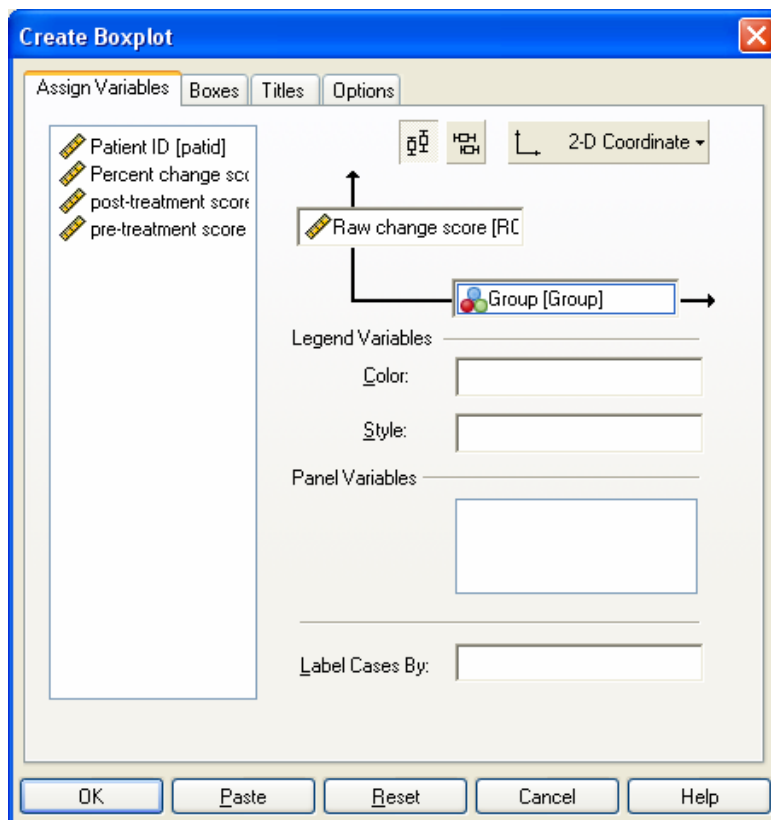 Create Boxplot
Assign Variables Boxes Titles Options
Patient ID [patid]
Percent change sco
post-treatment score
pre-treatment score
2-D Coordinate
Raw change score [RC
Group [Group]
Legend Variables
Color:
Style:
Panel Variables
Label Cases By:
OK Paste Reset Cancel Help